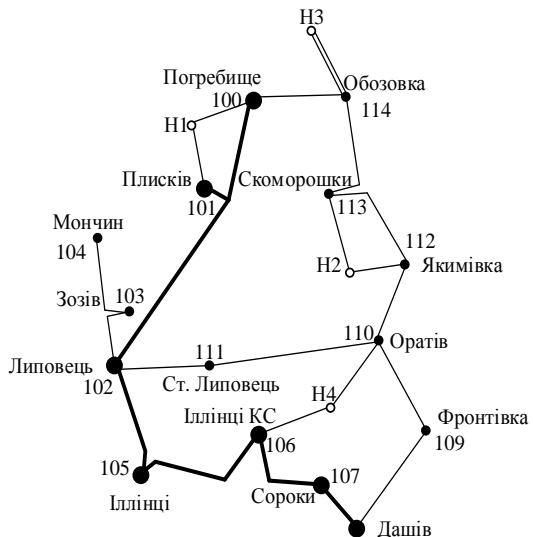 Н3
Погребище
100
Обозовка
114
Н1
Плисків
101
Скоморошки
113
Мончин
104
112
Якимівка
Н2
Зозів
103
110
Оратів
Липовець
102
111
Ст. Липовець
Н4
Іллінці КС
106
Фронтівка
109
105
Іллінці
107
Сороки
Дашів